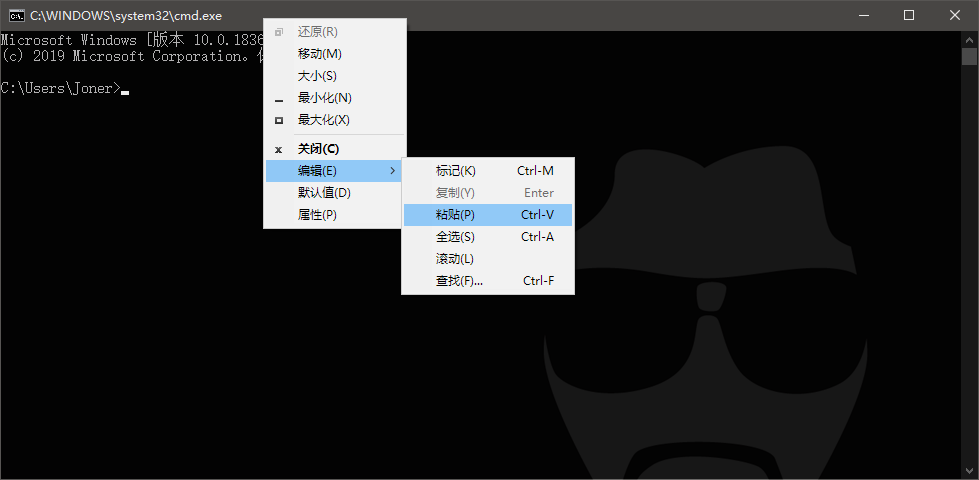 C:\WINDOWS\system32\cmd.exe
Microsoft Windows [版本 10.0.1836
(c) 2019 Microsoft Corporation。
C:\Users\Joner>
还原(R)
移动(M)
大小(S)
最小化(N)
最大化(X)
关闭(C)
编辑(E)
默认值(D)
属性(P)
标记(K) Ctrl-M
复制(Y) Enter
粘贴(P) Ctrl-V
全选(S) Ctrl-A
滚动(L)
查找(F)... Ctrl-F